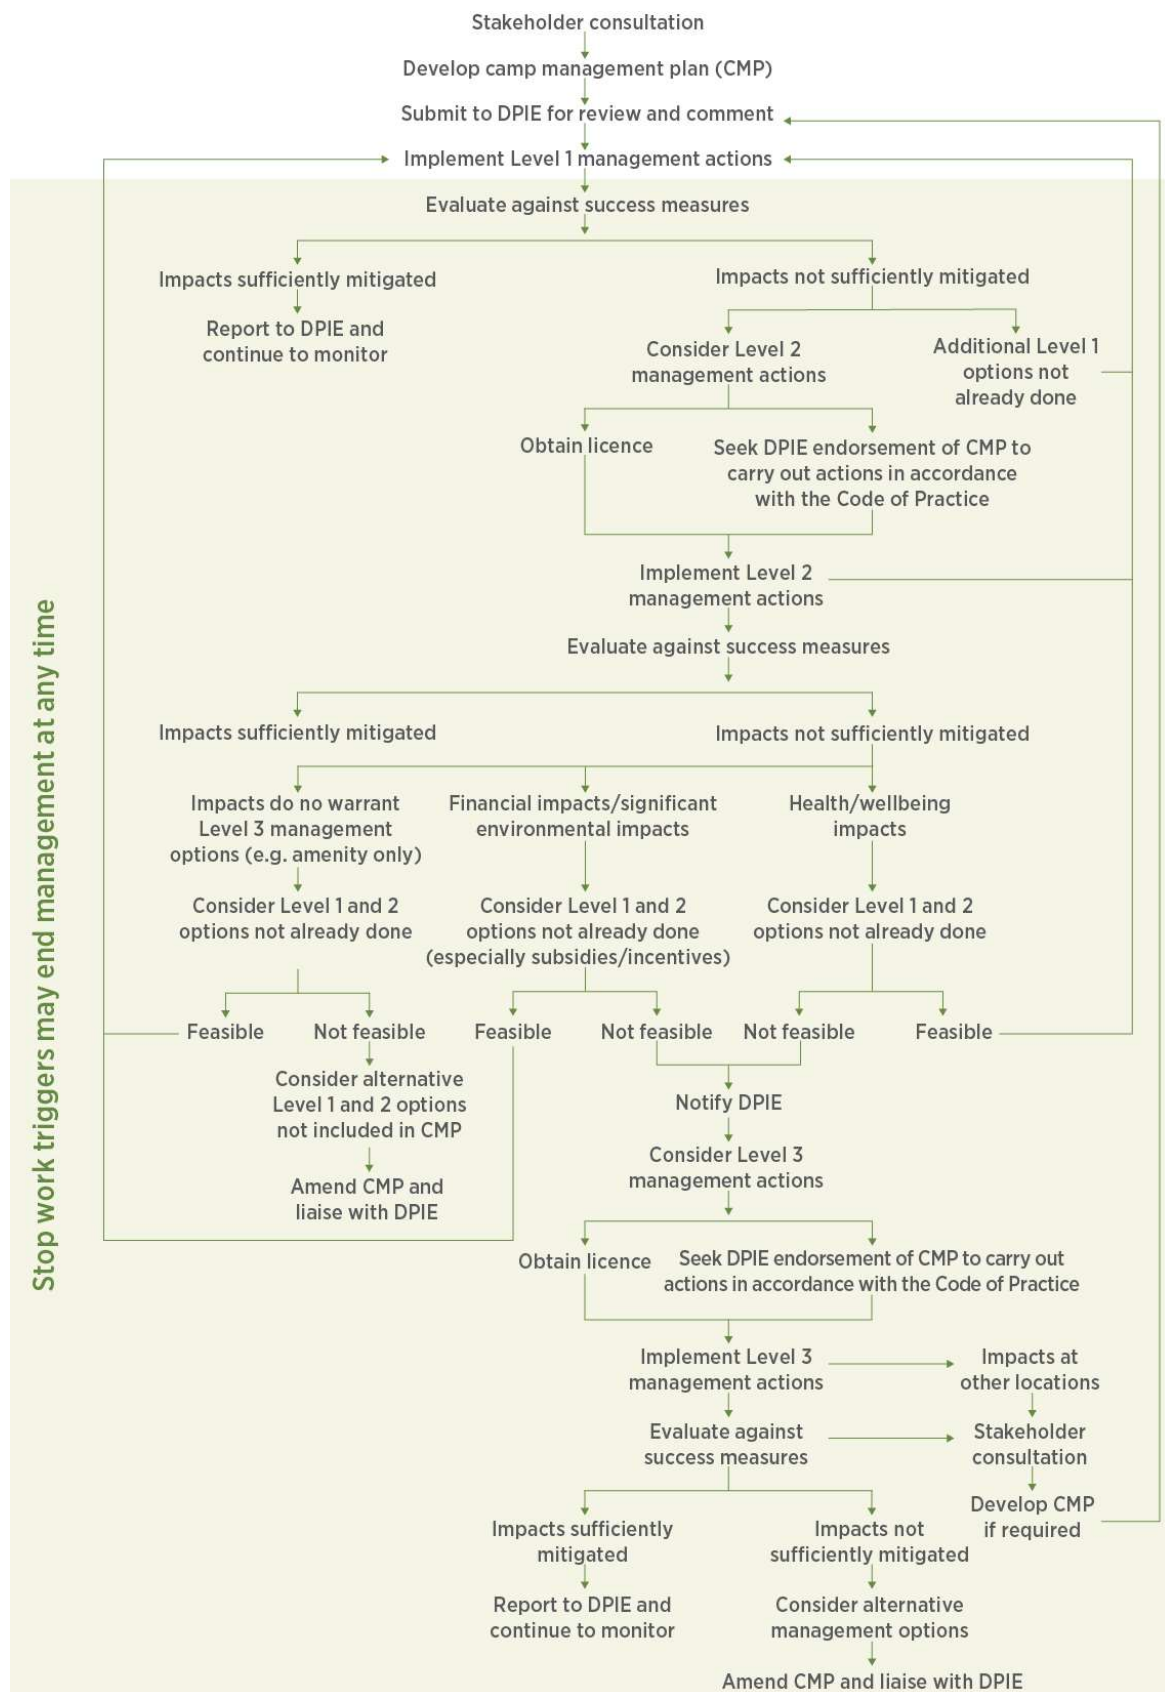 Stakeholder consultation
Develop camp management plan (CMP)
Submit to DPIE for review and comment
Implement Level 1 management actions
Evaluate against success measures
Impacts sufficiently mitigated
Impacts not sufficiently mitigated
Report to DPIE and
continue to monitor
Consider Level 2
management actions
Additional Level 1
options not
already done
Obtain licence
Seek DPIE endorsement of CMP to
carry out actions in accordance
with the Code of Practice
Implement Level 2
management actions
Evaluate against success measures
Stop work triggers may end management at any time
Impacts sufficiently mitigated
Impacts not sufficiently mitigated
Impacts do no warrant
Level 3 management
options (e.g. amenity only)
Financial impacts/significant
environmental impacts
Health/wellbeing
impacts
Consider Level 1 and 2
options not already done
Consider Level 1 and 2
options not already done
(especially subsidies/incentives)
Consider Level 1 and 2
options not already done
Feasible
Not feasible
Feasible
Not feasible
Not feasible
Feasible
Consider alternative
Level 1 and 2 options
not included in CMP
Amend CMP and
liaise with DPIE
Notify DPIE
Consider Level 3
management actions
Obtain licence
Seek DPIE endorsement of CMP to carry out
actions in accordance with the Code of Practice
Implement Level 3
management actions
Impacts at
other locations
Evaluate against
success measures
Stakeholder
consultation
Develop CMP
if required
Impacts sufficiently
mitigated
Impacts not
sufficiently mitigated
Report to DPIE and
continue to monitor
Consider alternative
management options
Amend CMP and liaise with DPIE